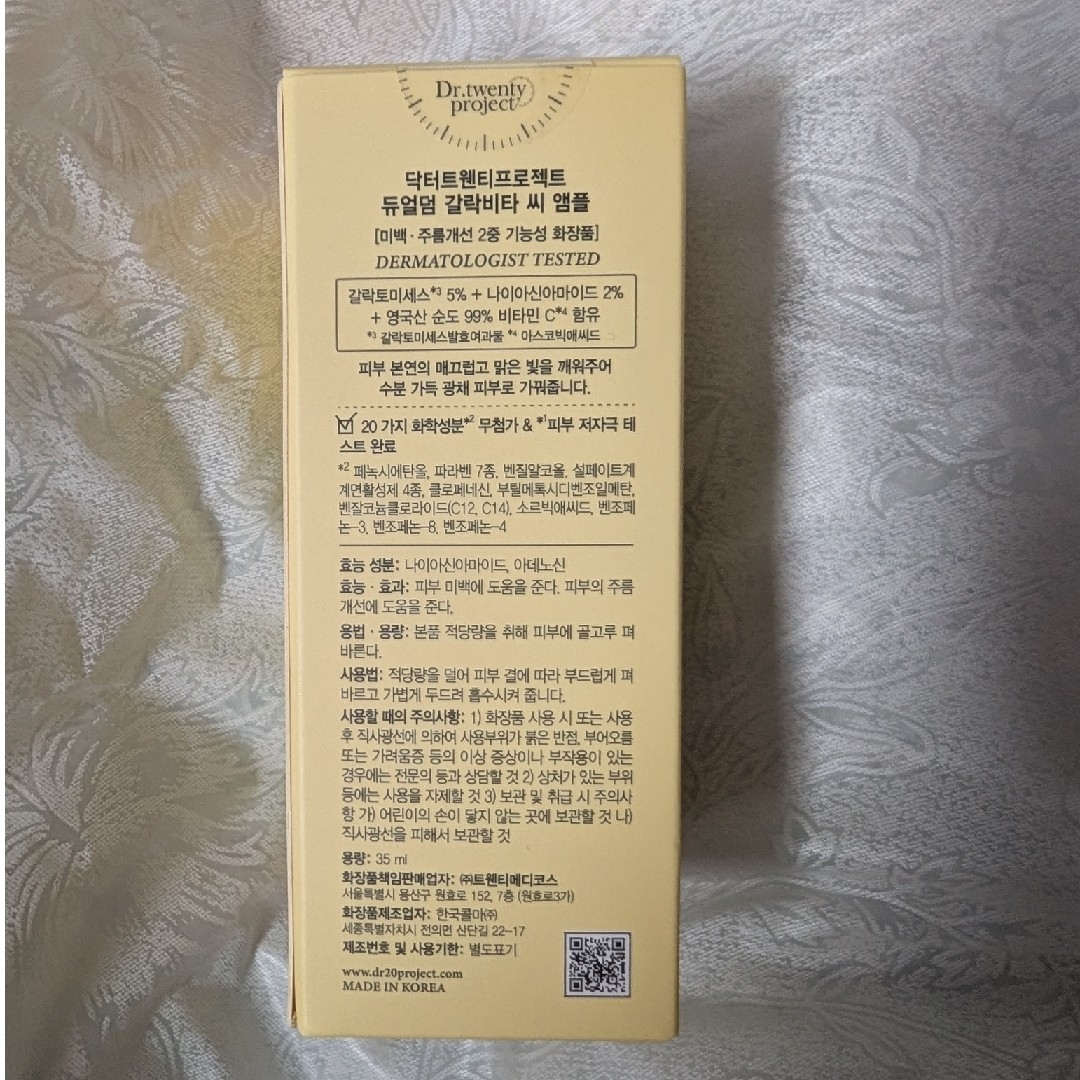 Dr.twenty
project
닥터트웬티프로젝트
듀얼덤 갈락비타 씨 앰플
[미백 · 주름개선 2중 기능성 화장품]
DERMATOLOGIST TESTED
갈락토미세스*3 5% + 나이아신아마이드 2%
+ 영국산 순도 99% 비타민 C*4 함유
*3 갈락토미세스발효여과물 *4 아스코빅애씨드
피부 본연의 매끄럽고 맑은 빛을 깨워주어
수분 가득 광채 피부로 가꿔줍니다.
20 가지 화학성분*2 무첨가 & *1피부 저자극 테
스트 완료
*2 페녹시에탄올, 파라벤 7종, 벤질알코올, 설페이트계
계면활성제 4종, 클로페네신, 부틸메톡시디벤조일메탄,
벤잘코늄클로라이드(C12, C14), 소르빅애씨드, 벤조페
논-3, 벤조페논-8, 벤조페논-4
효능 성분: 나이아신아마이드, 아데노신
효능 · 효과: 피부 미백에 도움을 준다. 피부의 주름
개선에 도움을 준다.
용법 · 용량: 본품 적당량을 취해 피부에 골고루 펴
바른다.
사용법: 적당량을 덜어 피부 결에 따라 부드럽게 펴
바르고 가볍게 두드려 흡수시켜 줍니다.
사용할 때의 주의사항: 1) 화장품 사용 시 또는 사용
후 직사광선에 의하여 사용부위가 붉은 반점, 부어오름
또는 가려움증 등의 이상 증상이나 부작용이 있는
경우에는 전문의 등과 상담할 것 2) 상처가 있는 부위
등에는 사용을 자제할 것 3) 보관 및 취급 시 주의사
항 가) 어린이의 손이 닿지 않는 곳에 보관할 것 나)
직사광선을 피해서 보관할 것
용량: 35 ml
화장품책임판매업자: ㈜트웬티메디코스
서울특별시 용산구 원효로 152, 7층 (원효로3가)
화장품제조업자: 한국콜마㈜
세종특별자치시 전의면 산단길 22-17
제조번호 및 사용기한: 별도표기
www.dr20project.com
MADE IN KOREA